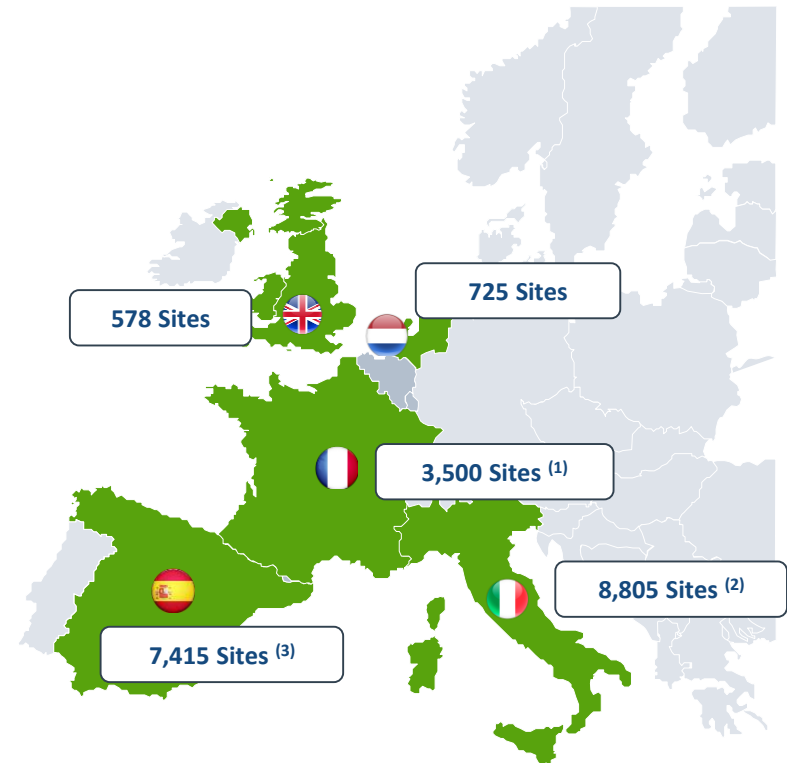 725 Sites
578 Sites
3,500 Sites (1)
8,805 Sites (2)
7,415 Sites (3)